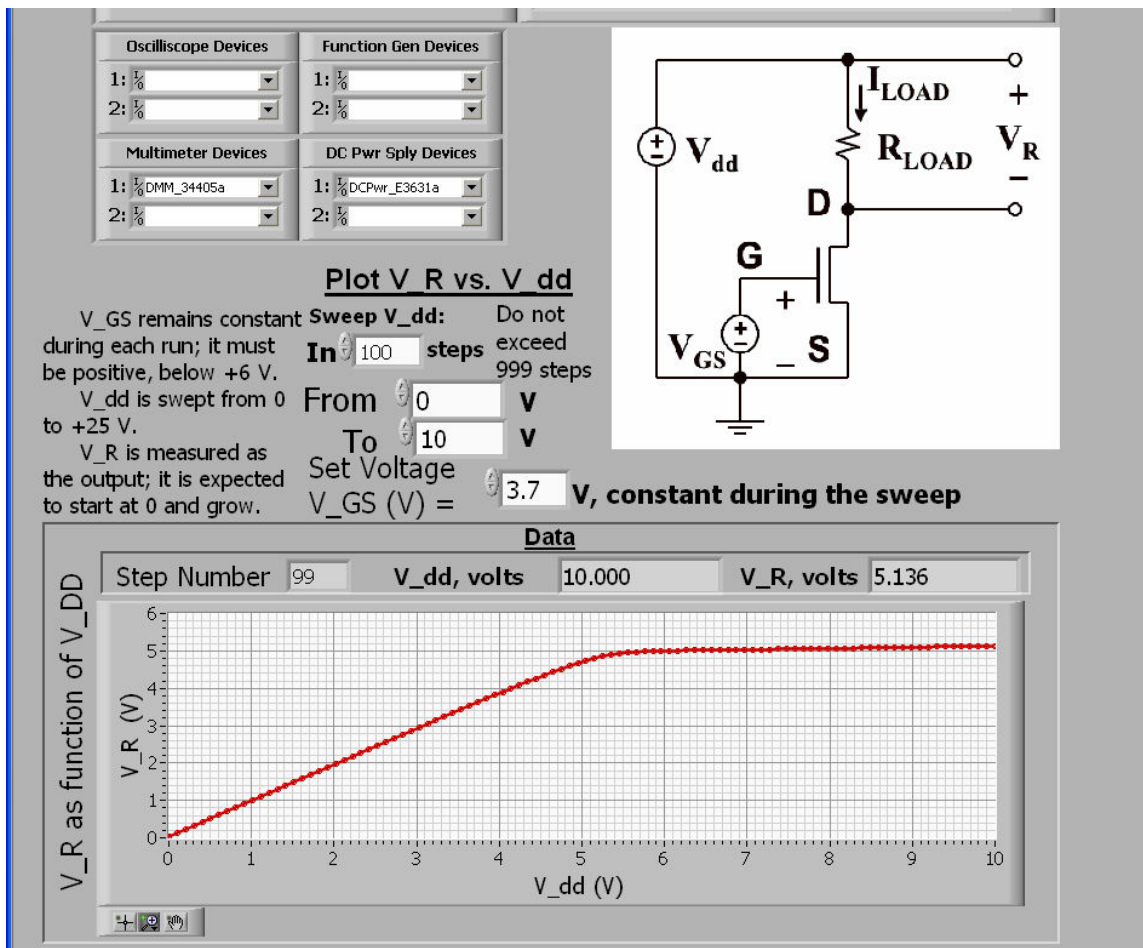 Oscilliscope Devices
1:
2:
Function Gen Devices
1:
2:
Multimeter Devices
1: DMM_34405a
2:
DC Pwr Sply Devices
1: DCPwr_E3631a
2:
I LOAD
+
V dd
R LOAD
V R
−
D
G
+
V GS
−
S
Plot V_R vs. V_dd
V_GS remains constant
during each run; it must
be positive, below +6 V.
V_dd is swept from 0
to +25 V.
V_R is measured as
the output; it is expected
to start at 0 and grow.
Sweep V_dd:
In 100 steps
Do not
exceed
999 steps
From 0 V
To 10 V
Set Voltage
V_GS (V) = 3.7 V, constant during the sweep
Data
Step Number 99 V_dd, volts 10.000 V_R, volts 5.136
V_R as function of V_DD
V_R (V)
6
5
4
3
2
1
0
0 1 2 3 4 5 6 7 8 9 10
V_dd (V)